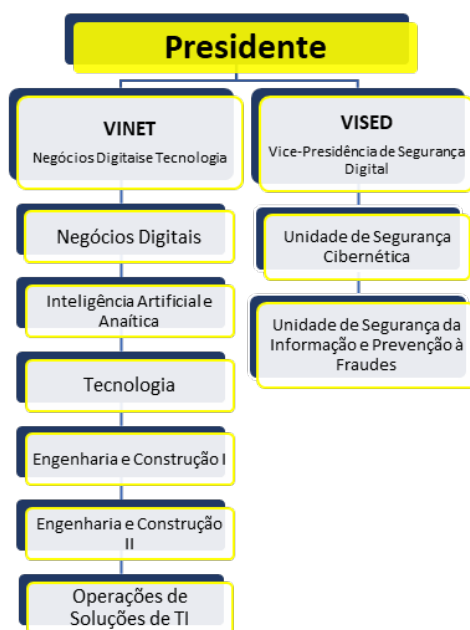 Presidente
VINET
Negócios Digitaise Tecnologia
VISED
Vice-Presidência de Segurança
Digital
Negócios Digitais
Unidade de Segurança
Cibernética
Inteligência Artificial e
Anaítica
Unidade de Segurança da
Informação e Prevenção à
Fraudes
Tecnologia
Engenharia e Construção I
Engenharia e Construção
II
Operações de
Soluções de TI